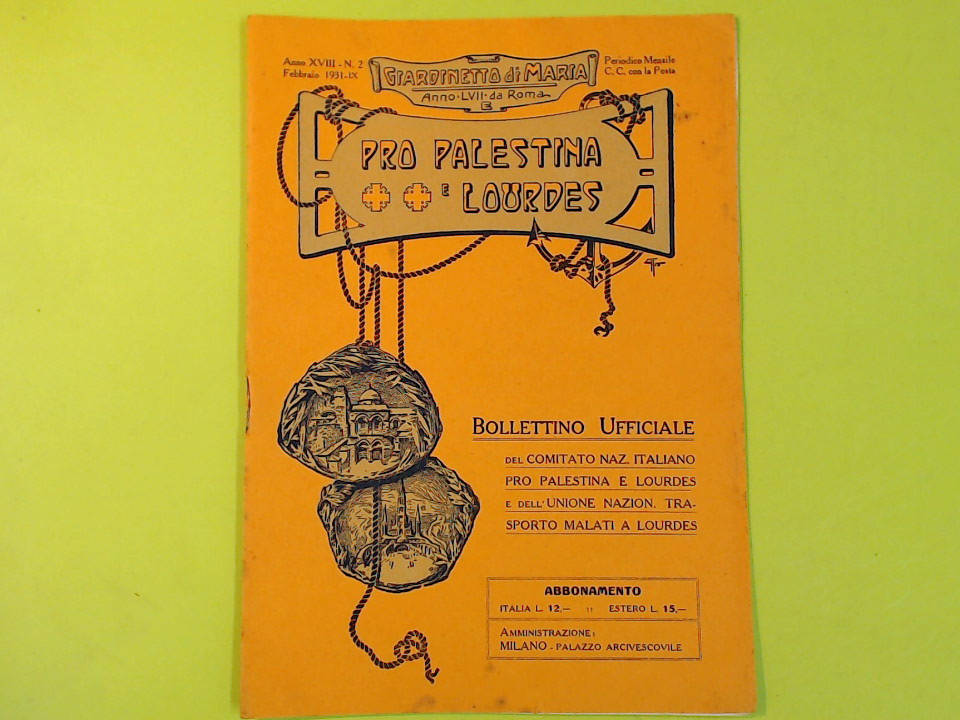 Anno XVIII - N. 2
Febbraio 1931-IX
GIARDINETTO di MARIA
Anno · LVII · da Roma
E
Periodico Mensile
C. C. con la Posta
PRO PALESTINA
E LOURDES
BOLLETTINO UFFICIALE
DEL COMITATO NAZ. ITALIANO
PRO PALESTINA E LOURDES
E DELL'UNIONE NAZION. TRA-
SPORTO MALATI A LOURDES
ABBONAMENTO
ITALIA L. 12,— :: ESTERO L. 15,—
AMMINISTRAZIONE:
MILANO - PALAZZO ARCIVESCOVILE